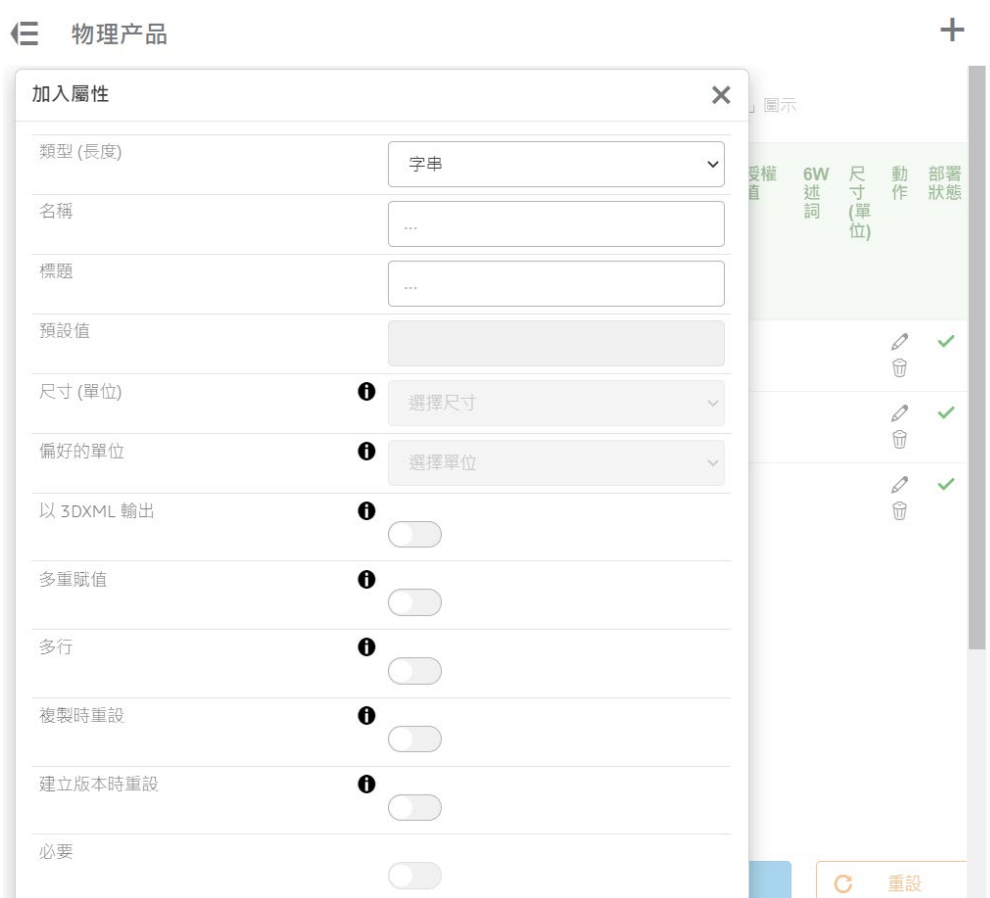 物理产品
加入屬性
」圖示
類型 (長度)
字串
授權
值
6W
述
詞
尺
寸
(單
位)
動
作
部署
狀態
名稱
...
標題
...
預設值
尺寸 (單位)
選擇尺寸
偏好的單位
選擇單位
以 3DXML 輸出
多重賦值
多行
複製時重設
建立版本時重設
必要
重設